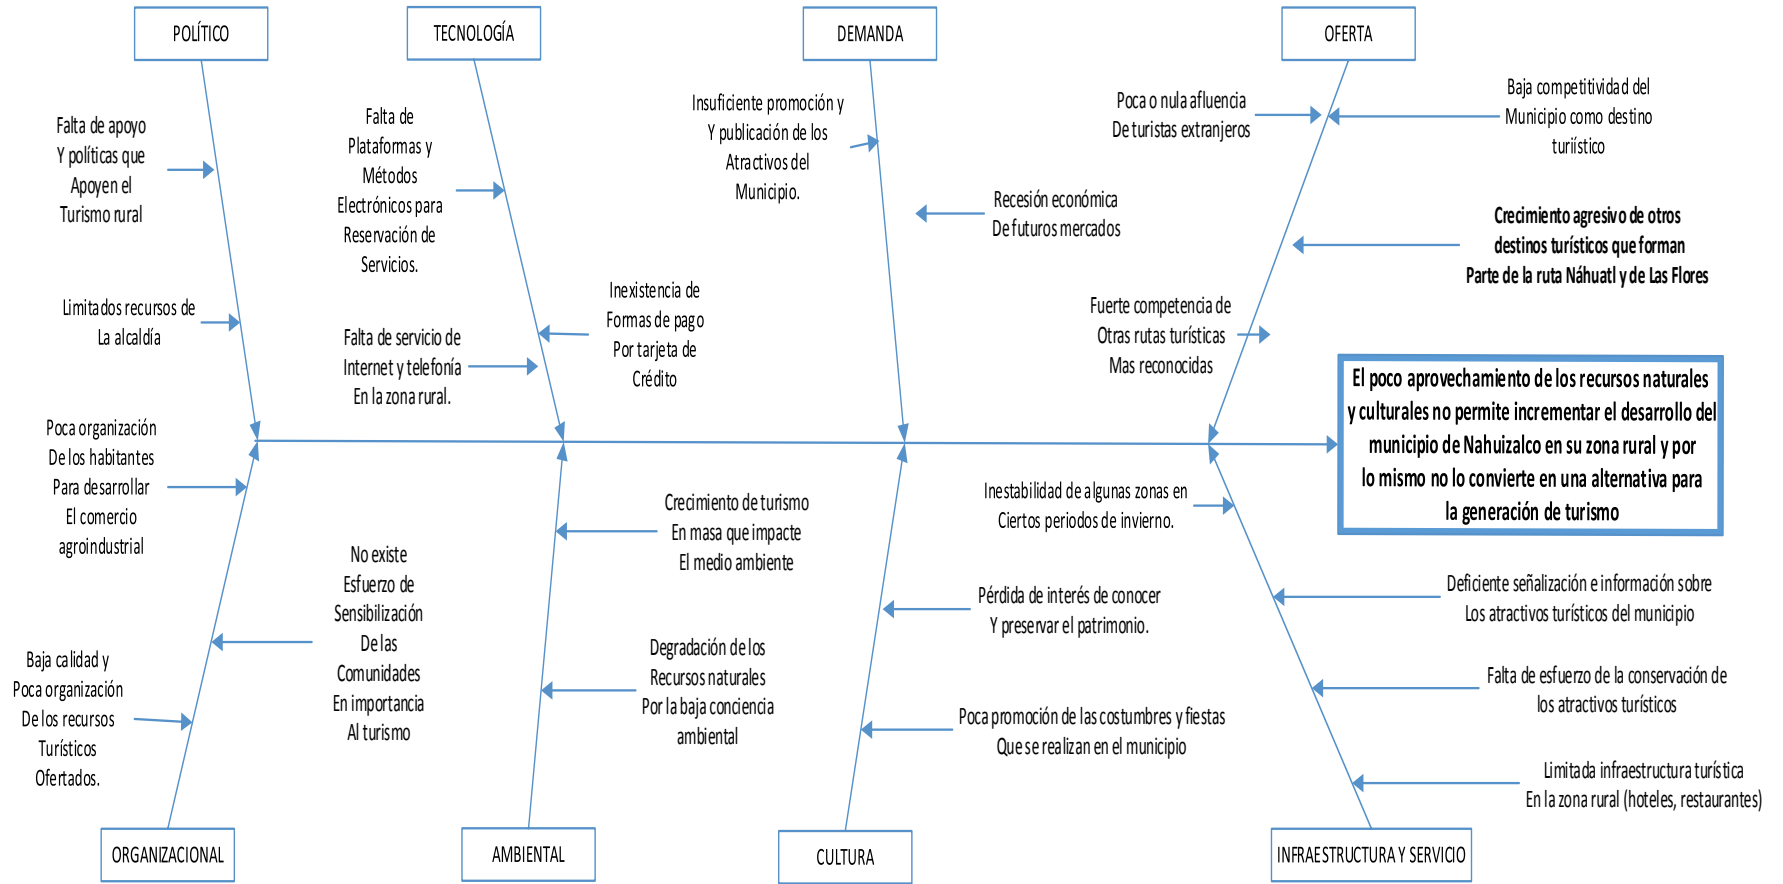 POLÍTICO
TECNOLOGÍA
DEMANDA
OFERTA
Falta de apoyo
Y políticas que
Apoyen el
Turismo rural
Limitados recursos de
La alcaldía
Falta de
Plataformas y
Métodos
Electrónicos para
Reservación de
Servicios.
Falta de servicio de
Internet y telefonía
En la zona rural.
Inexistencia de
Formas de pago
Por tarjeta de
Crédito
Insuficiente promoción y
Y publicación de los
Atractivos del
Municipio.
Recesión económica
De futuros mercados
Poca o nula afluencia
De turistas extranjeros
Baja competitividad del
Municipio como destino
turiístico
Crecimiento agresivo de otros
destinos turísticos que forman
Parte de la ruta Náhuatl y de Las Flores
Fuerte competencia de
Otras rutas turísticas
Mas reconocidas
El poco aprovechamiento de los recursos naturales
y culturales no permite incrementar el desarrollo del
municipio de Nahuizalco en su zona rural y por
lo mismo no lo convierte en una alternativa para
la generación de turismo
Poca organización
De los habitantes
Para desarrollar
El comercio
agroindustrial
Baja calidad y
Poca organización
De los recursos
Turísticos
Ofertados.
No existe
Esfuerzo de
Sensibilización
De las
Comunidades
En importancia
Al turismo
Crecimiento de turismo
En masa que impacte
El medio ambiente
Degradación de los
Recursos naturales
Por la baja conciencia
ambiental
Pérdida de interés de conocer
Y preservar el patrimonio.
Poca promoción de las costumbres y fiestas
Que se realizan en el municipio
Inestabilidad de algunas zonas en
Ciertos periodos de invierno.
Deficiente señalización e información sobre
Los atractivos turísticos del municipio
Falta de esfuerzo de la conservación de
los atractivos turísticos
Limitada infraestructura turística
En la zona rural (hoteles, restaurantes)
ORGANIZACIONAL
AMBIENTAL
CULTURA
INFRAESTRUCTURA Y SERVICIO